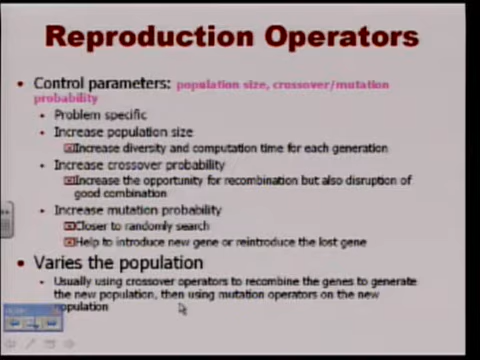 Reproduction Operators
Control parameters: population size, crossover/mutation
probability
Problem specific
Increase population size
Increase diversity and computation time for each generation
Increase crossover probability
Increase the opportunity for recombination but also disruption of
good combination
Increase mutation probability
Closer to randomly search
Help to introduce new gene or reintroduce the lost gene
Varies the population
Usually using crossover operators to recombine the genes to generate
the new population, then using mutation operators on the new
population